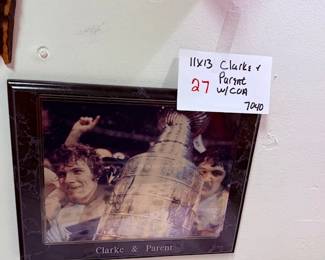 11x13 Clarke +
Parent
27 w/COA
7040
Clarke & Parent